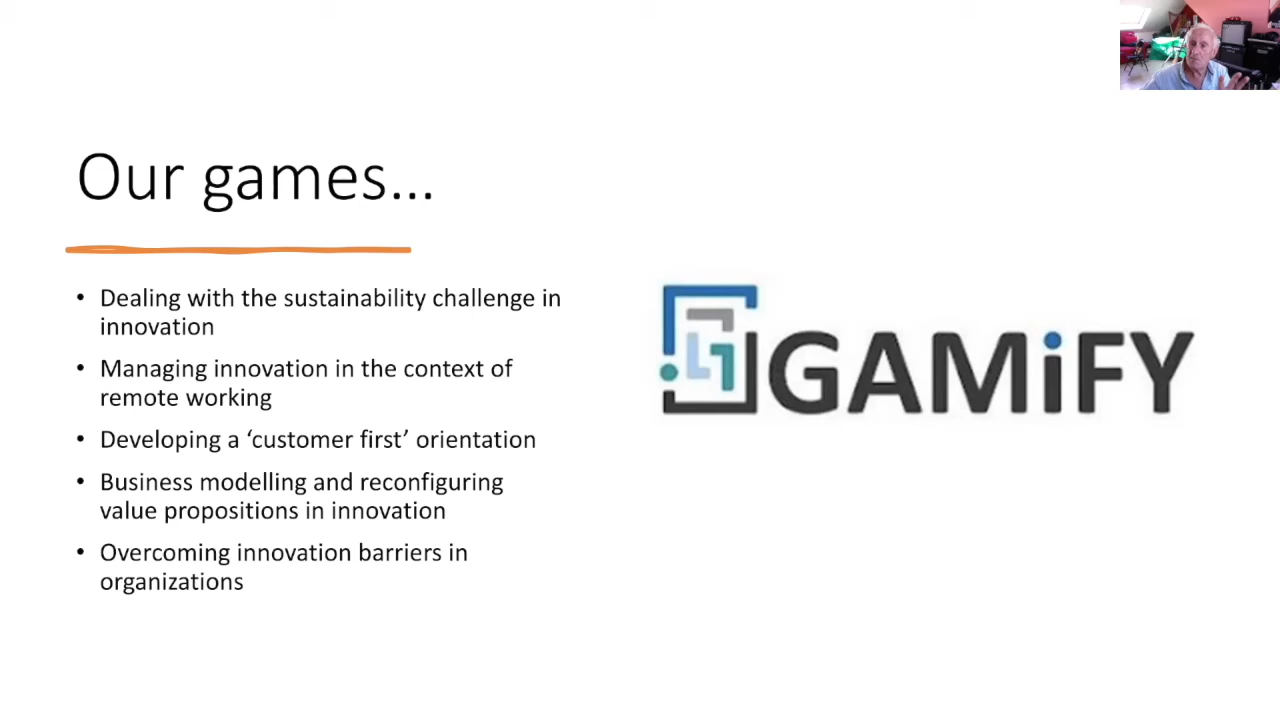 Our games...
• Dealing with the sustainability challenge in
innovation
• Managing innovation in the context of
remote working
• Developing a ‘customer first’ orientation
• Business modelling and reconfiguring
value propositions in innovation
• Overcoming innovation barriers in
organizations
GAMiFY